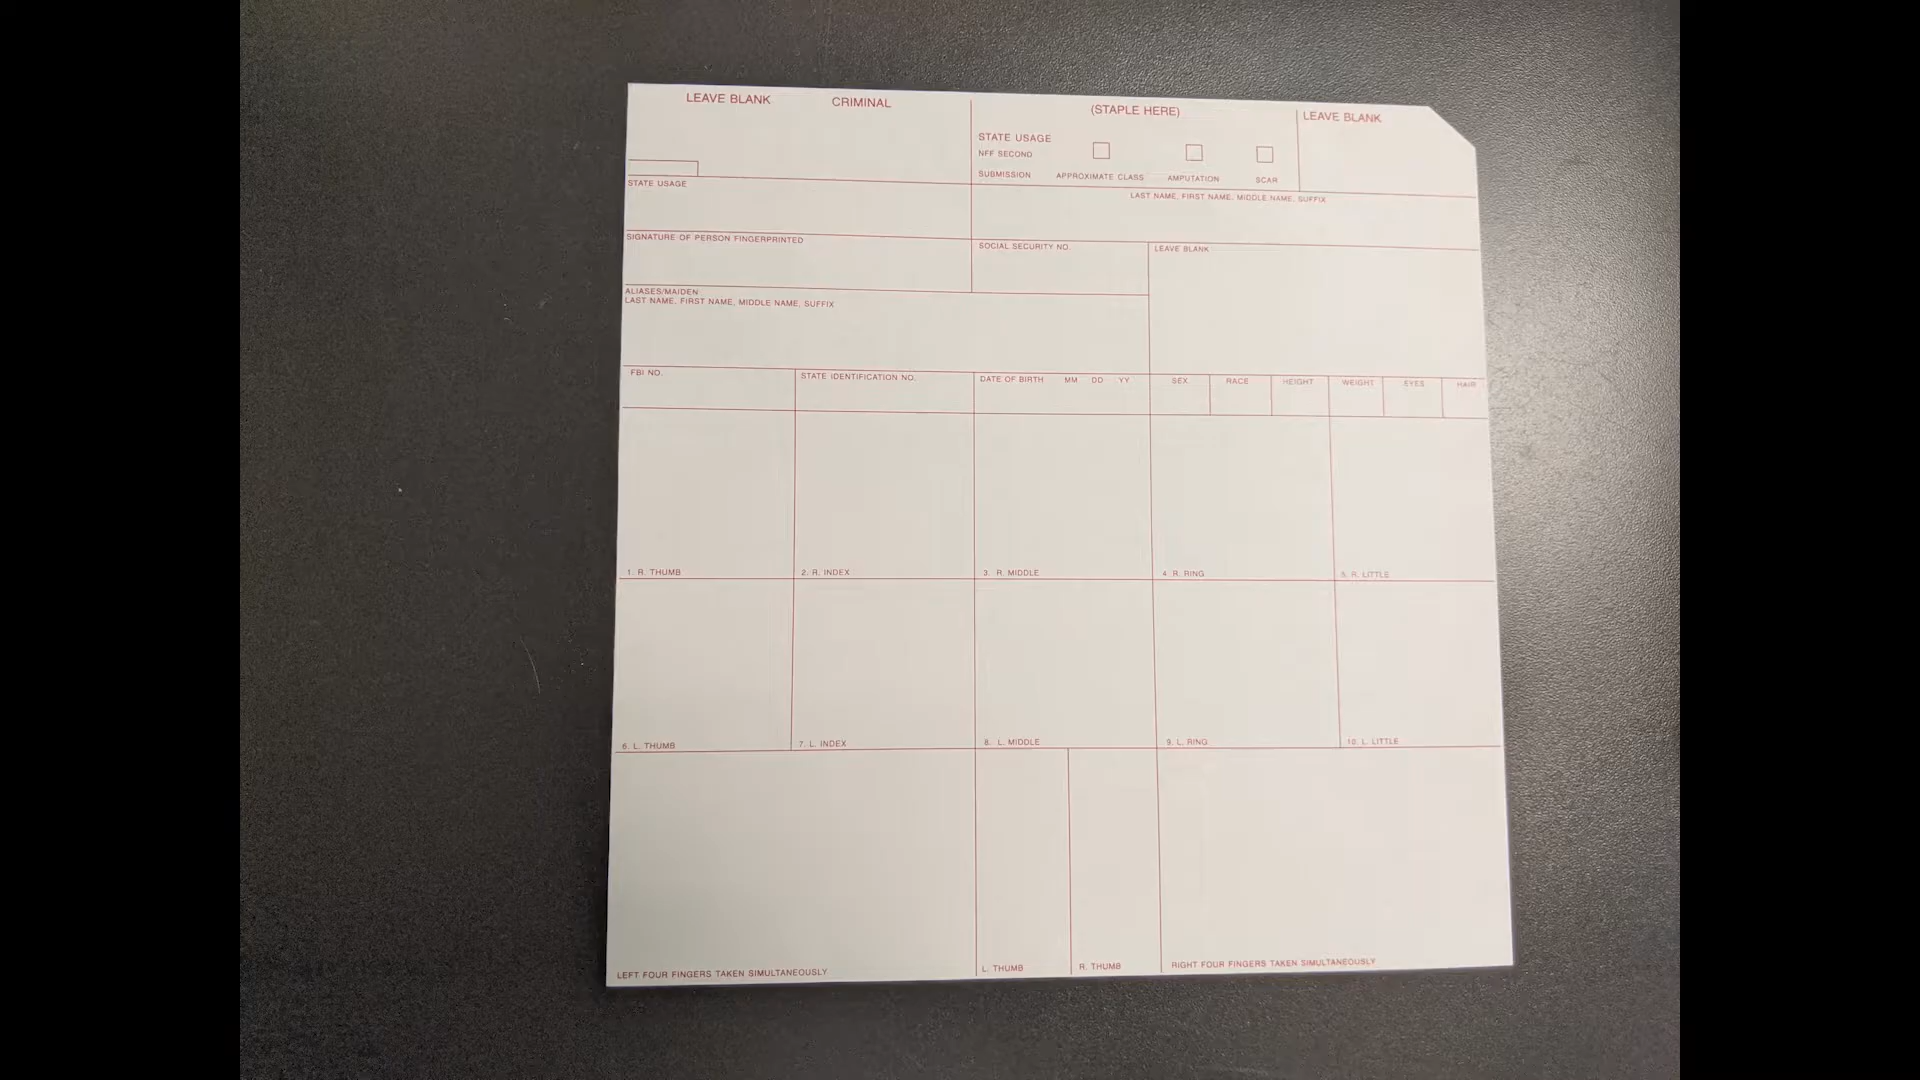 LEAVE BLANK CRIMINAL
(STAPLE HERE)
LEAVE BLANK
STATE USAGE
NFF SECOND
SUBMISSION APPROXIMATE CLASS AMPUTATION SCAR
STATE USAGE
LAST NAME, FIRST NAME, MIDDLE NAME, SUFFIX
SIGNATURE OF PERSON FINGERPRINTED
SOCIAL SECURITY NO.
LEAVE BLANK
ALIASES/MAIDEN
LAST NAME, FIRST NAME, MIDDLE NAME, SUFFIX
FBI NO. STATE IDENTIFICATION NO. DATE OF BIRTH MM DD YY SEX RACE HEIGHT WEIGHT EYES HAIR
1. R. THUMB 2. R. INDEX 3. R. MIDDLE 4. R. RING 5. R. LITTLE
6. L. THUMB 7. L. INDEX 8. L. MIDDLE 9. L. RING 10. L. LITTLE
LEFT FOUR FINGERS TAKEN SIMULTANEOUSLY L. THUMB R. THUMB RIGHT FOUR FINGERS TAKEN SIMULTANEOUSLY